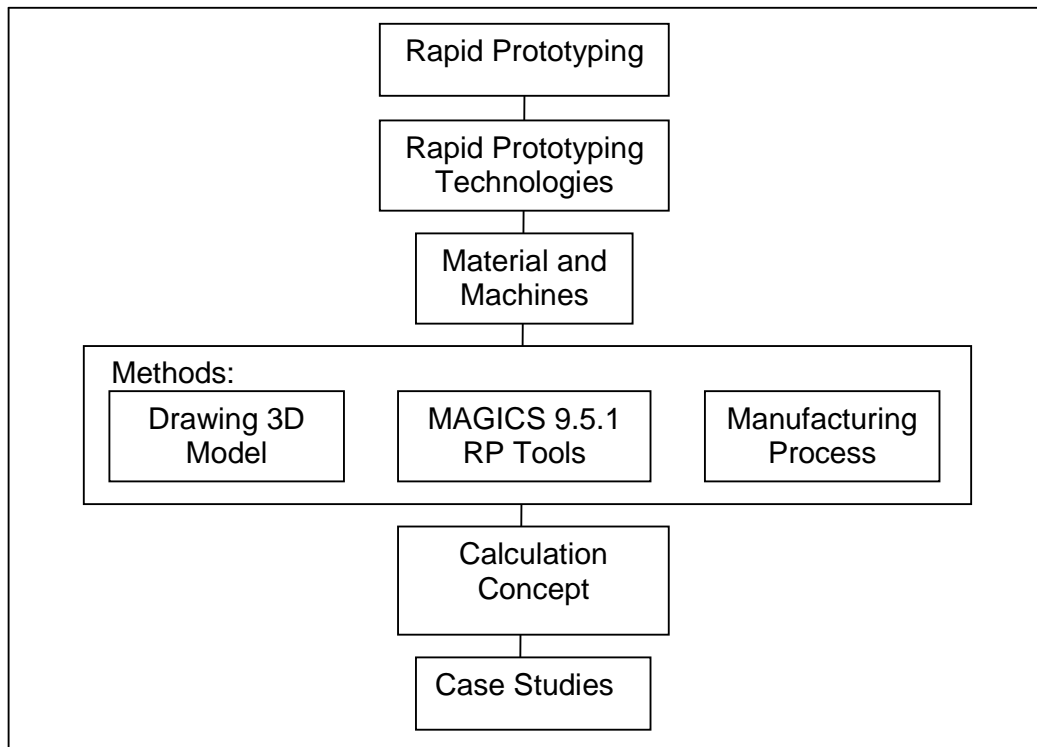 Rapid Prototyping
Rapid Prototyping
Technologies
Material and
Machines
Methods:
Drawing 3D
Model
MAGICS 9.5.1
RP Tools
Manufacturing
Process
Calculation
Concept
Case Studies